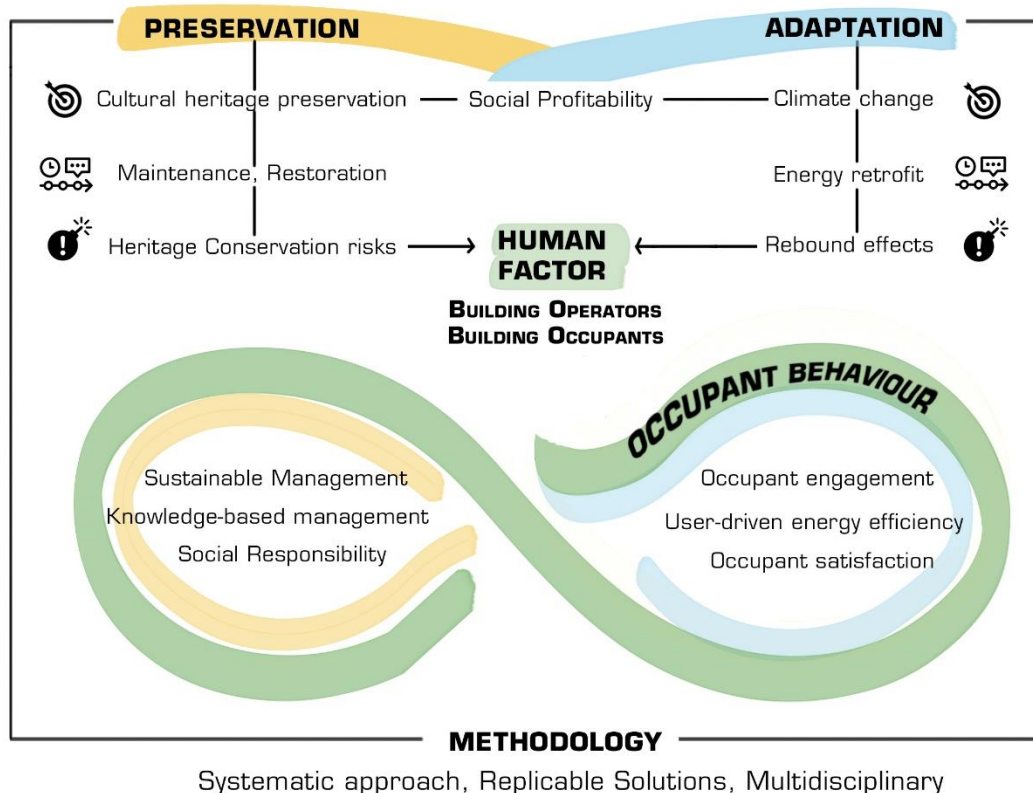 PRESERVATION
ADAPTATION
Cultural heritage preservation
Social Profitability
Climate change
Maintenance, Restoration
Energy retrofit
Heritage Conservation risks
HUMAN
FACTOR
Rebound effects
BUILDING OPERATORS
BUILDING OCCUPANTS
OCCUPANT BEHAVIOUR
Sustainable Management
Knowledge-based management
Social Responsibility
Occupant engagement
User-driven energy efficiency
Occupant satisfaction
METHODOLOGY
Systematic approach, Replicable Solutions, Multidisciplinary